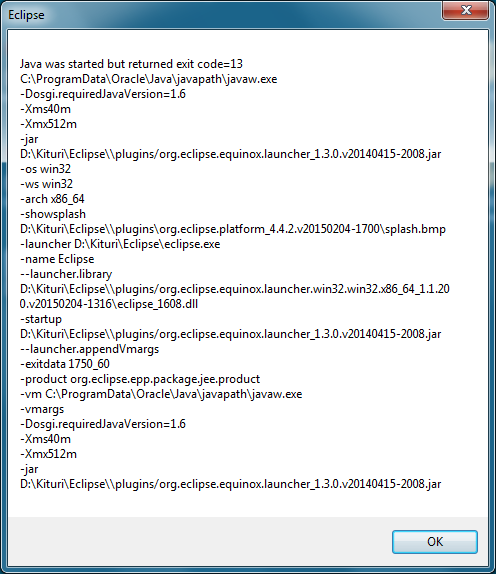 Eclipse
Java was started but returned exit code=13
C:\ProgramData\Oracle\Java\javapath\javaw.exe
-Dosgi.requiredJavaVersion=1.6
-Xms40m
-Xmx512m
-jar
D:\Kituri\Eclipse\\plugins/org.eclipse.equinox.launcher_1.3.0.v20140415-2008.jar
-os win32
-ws win32
-arch x86_64
-showsplash
D:\Kituri\Eclipse\\plugins\org.eclipse.platform_4.4.2.v20150204-1700\splash.bmp
-launcher D:\Kituri\Eclipse\eclipse.exe
-name Eclipse
--launcher.library
D:\Kituri\Eclipse\\plugins/org.eclipse.equinox.launcher.win32.win32.x86_64_1.1.20
0.v20150204-1316\eclipse_1608.dll
-startup
D:\Kituri\Eclipse\\plugins/org.eclipse.equinox.launcher_1.3.0.v20140415-2008.jar
--launcher.appendVmargs
-exitdata 1750_60
-product org.eclipse.epp.package.jee.product
-vm C:\ProgramData\Oracle\Java\javapath\javaw.exe
-vmargs
-Dosgi.requiredJavaVersion=1.6
-Xms40m
-Xmx512m
-jar
D:\Kituri\Eclipse\\plugins/org.eclipse.equinox.launcher_1.3.0.v20140415-2008.jar
OK